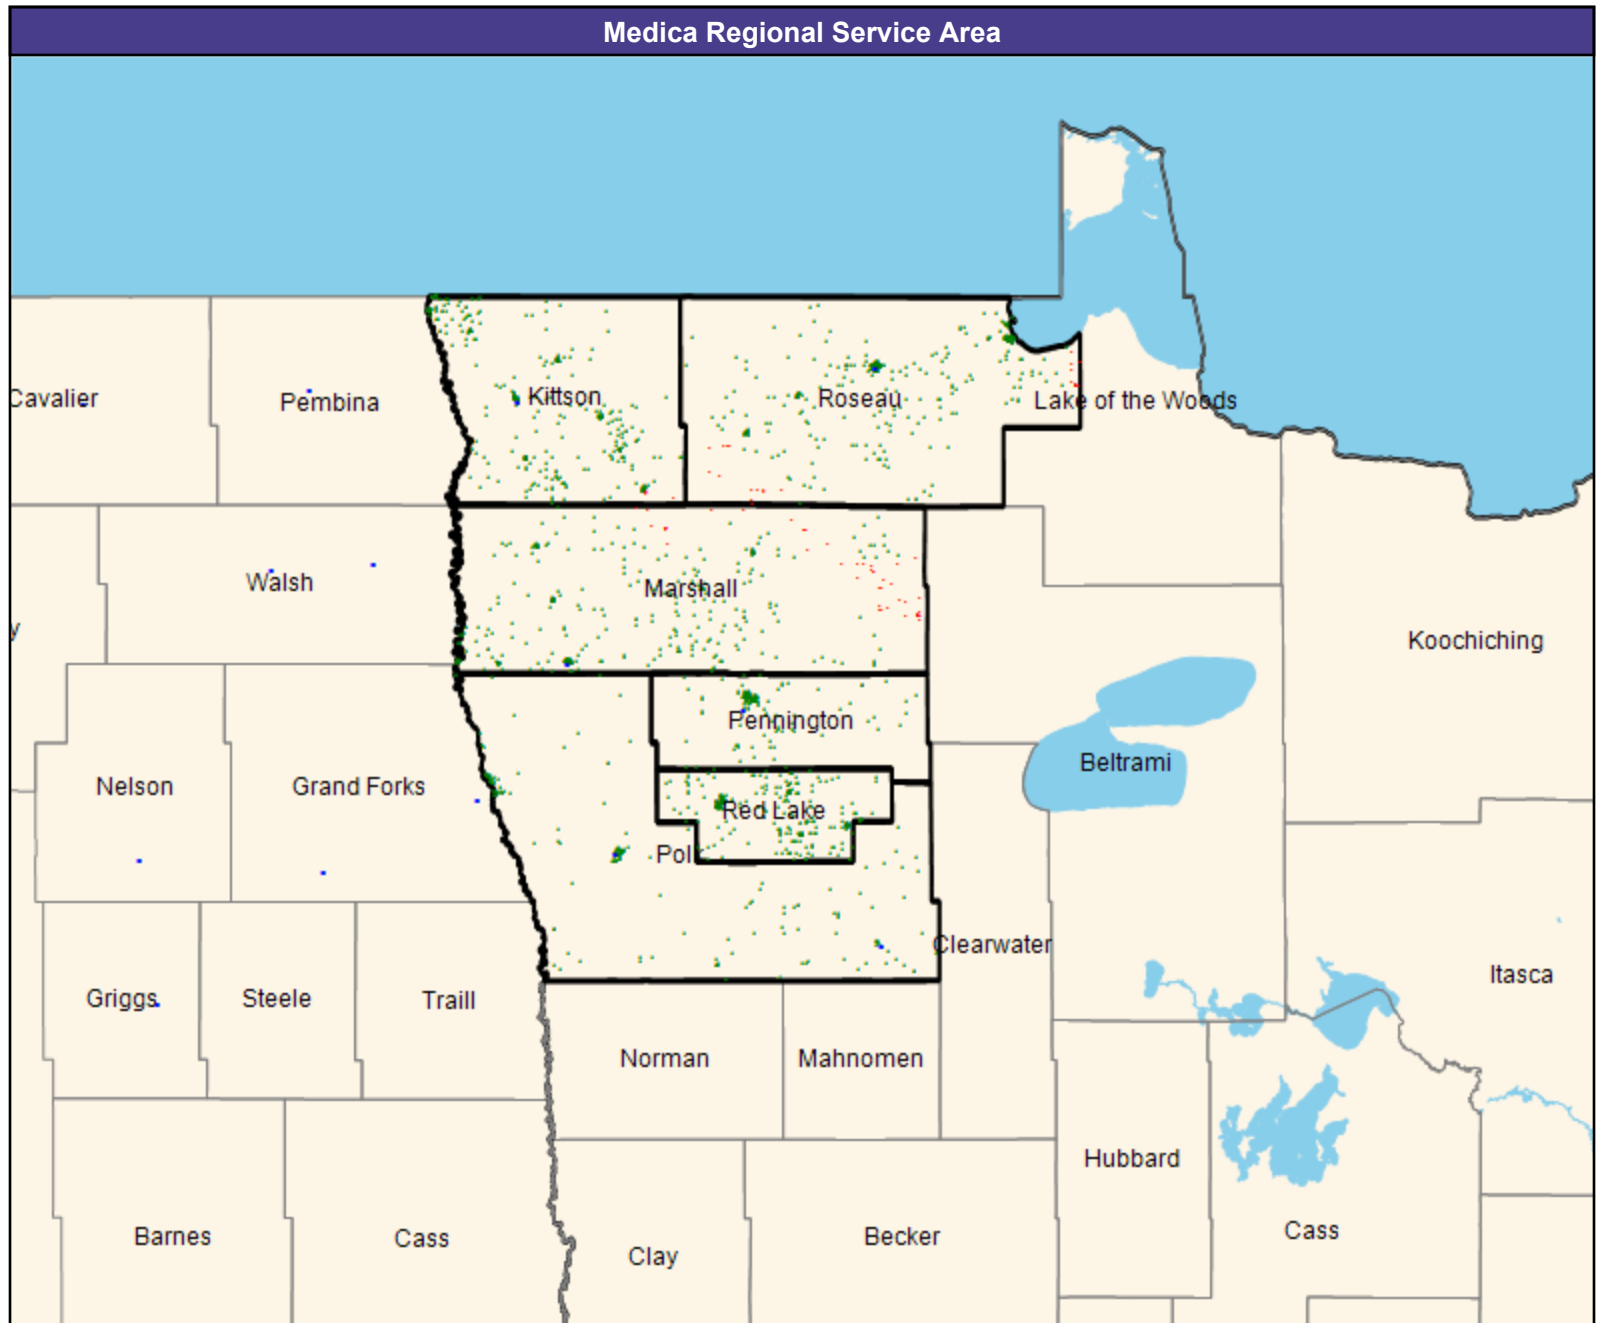 Medica Regional Service Area
Cavalier
Pembina
Kittson
Roseau
Lake of the Woods
Walsh
Marshall
y
Koochiching
Pennington
Beltrami
Nelson
Grand Forks
Red Lake
Pol
Clearwater
Itasca
Griggs
Steele
Traill
Norman
Mahnomen
Hubbard
Barnes
Cass
Clay
Becker
Cass